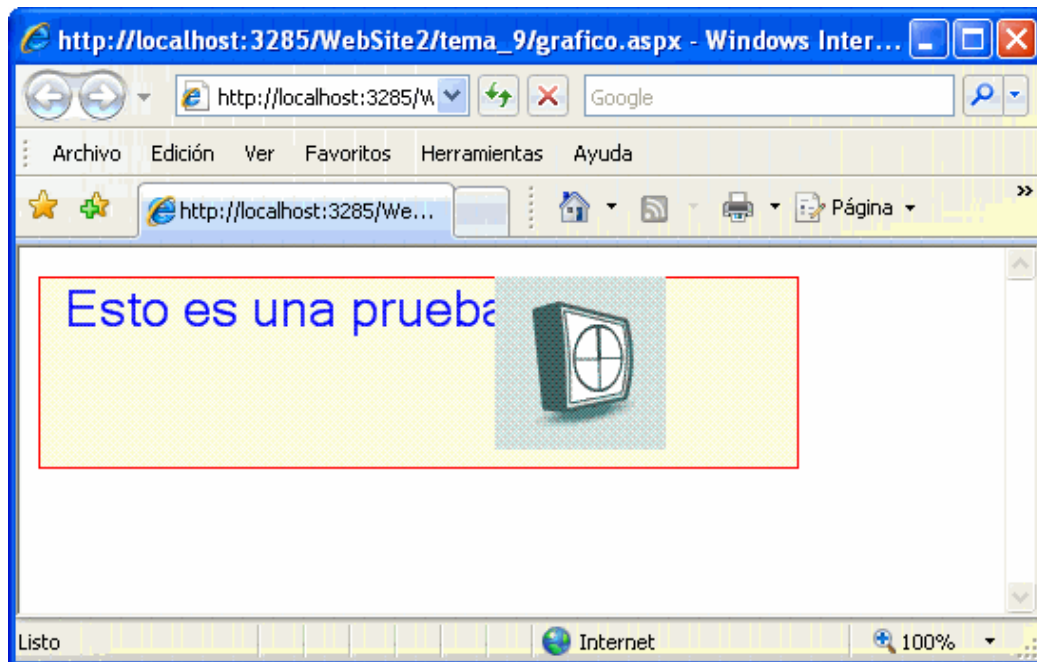 http://localhost:3285/WebSite2/tema_9/grafico.aspx - Windows Inter...
http://localhost:3285/W
Google
Archivo Edición Ver Favoritos Herramientas Ayuda
http://localhost:3285/We...
Página
Esto es una prueba
Listo
Internet
100%